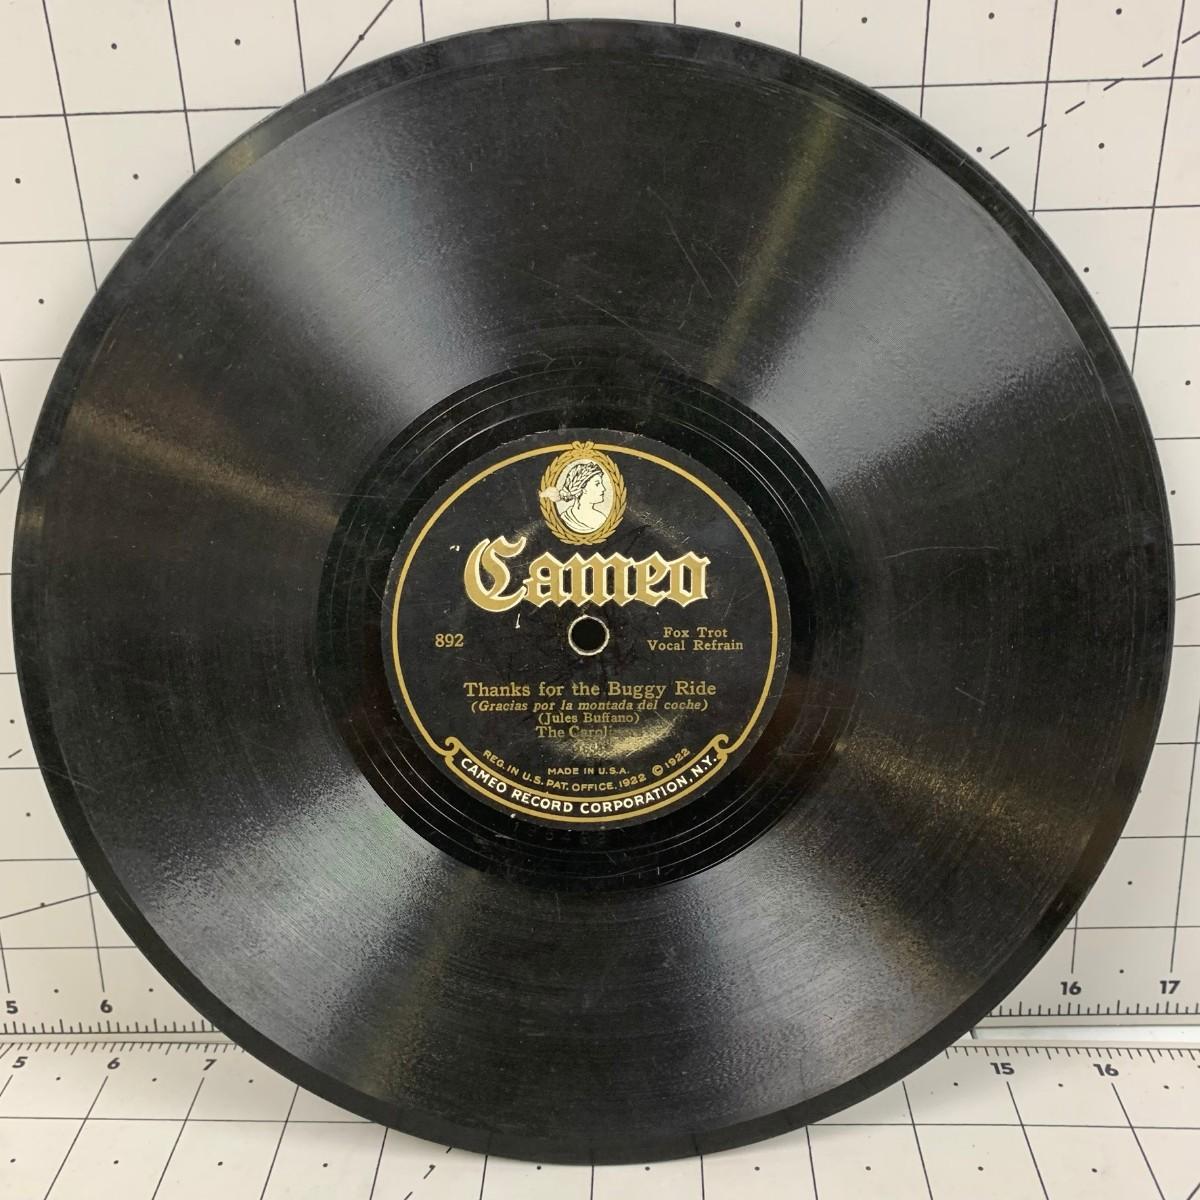 Cameo
892
Fox Trot
Vocal Refrain
Thanks for the Buggy Ride
(Gracias por la montada del coche)
(Jules Buffano)
The
MADE IN U.S.A.
REG. IN U.S. PAT. OFFICE. 1922 © 1922
CAMEO RECORD CORPORATION, N.Y.
16 17
5 6
5 6 7
15 16